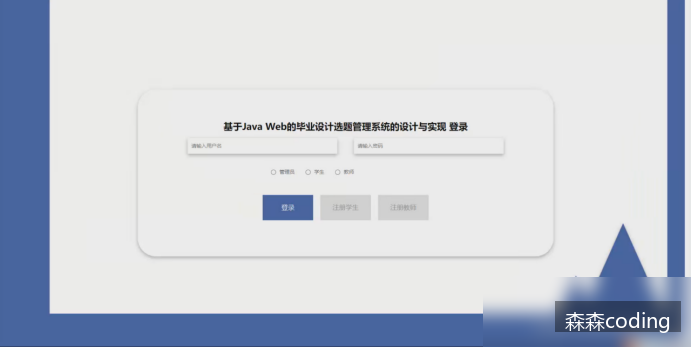 基于Java Web的毕业设计选题管理系统的设计与实现 登录
请输入用户名 请输入密码
管理员 学生 教师
登录 注册学生 注册教师
森森coding